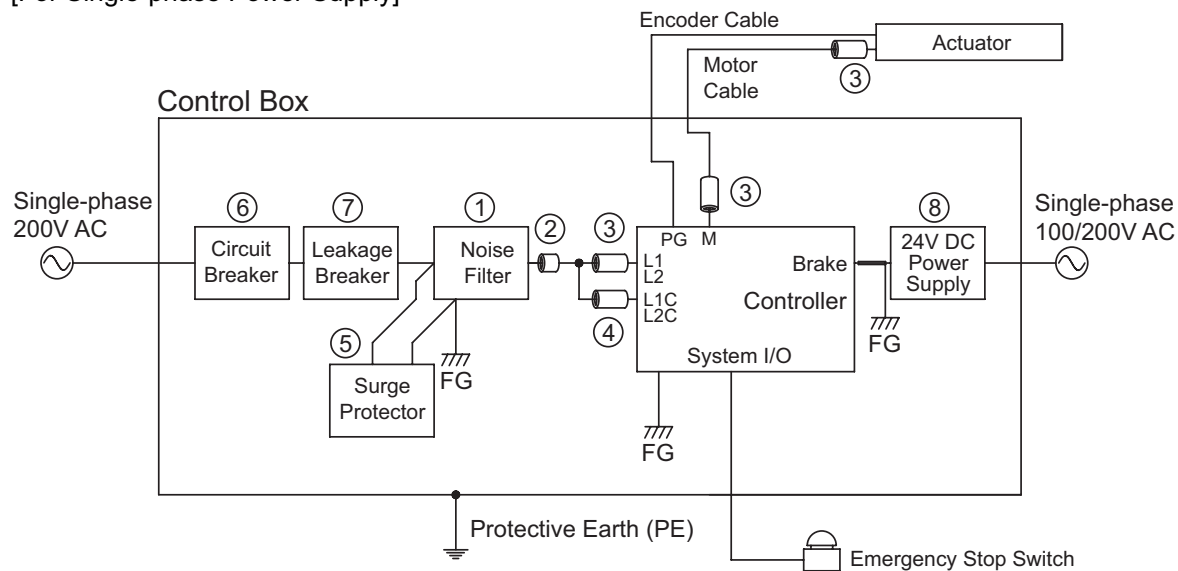 [For Single-phase Power Supply]
Encoder Cable
Actuator
③
Motor
Cable
Control Box
Single-phase
200V AC
⑥
Circuit
Breaker
⑦
Leakage
Breaker
①
Noise
Filter
②
③
④
③
PG M
L1
L2
L1C
L2C
Brake
Controller
System I/O
⑧
24V DC
Power
Supply
Single-phase
100/200V AC
⑤
Surge
Protector
FG
FG
FG
Protective Earth (PE)
Emergency Stop Switch